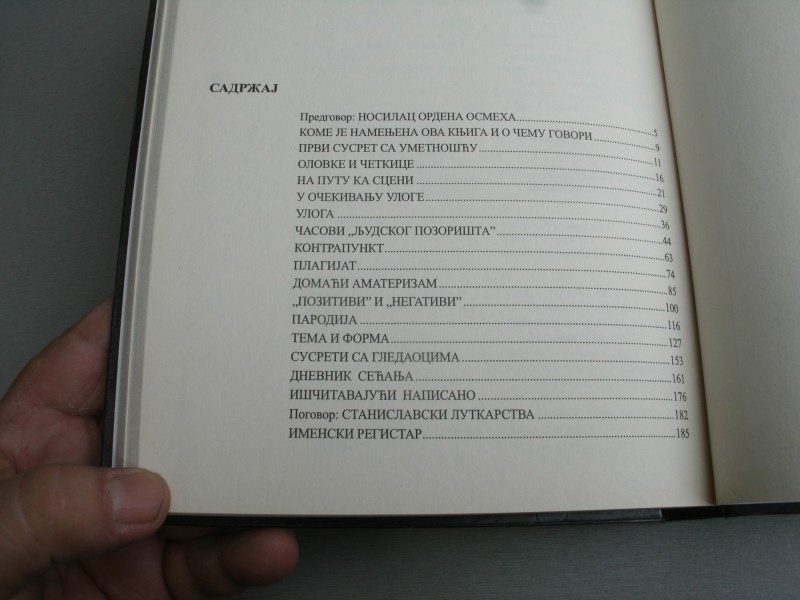 САДРЖАЈ
Предговор: НОСИЛАЦ ОРДЕНА ОСМЕХА 5
КОМЕ ЈЕ НАМЕЊЕНА ОВА КЊИГА И О ЧЕМУ ГОВОРИ 9
ПРВИ СУСРЕТ СА УМЕТНОШЋУ 11
ОЛОВКЕ И ЧЕТКИЦЕ 16
НА ПУТУ КА СЦЕНИ 21
У ОЧЕКИВАЊУ УЛОГЕ 29
УЛОГА 36
ЧАСОВИ „ЉУДСКОГ ПОЗОРИШТА” 44
КОНТРАПУНКТ 63
ПЛАГИЈАТ 74
ДОМАЋИ АМАТЕРИЗАМ 85
„ПОЗИТИВИ” И „НЕГАТИВИ” 100
ПАРОДИЈА 116
ТЕМА И ФОРМА 127
СУСРЕТИ СА ГЛЕДАОЦИМА 153
ДНЕВНИК СЕЋАЊА 161
ИШЧИТАВАЈУЋИ НАПИСАНО 176
Поговор: СТАНИСЛАВСКИ ЛУТКАРСТВА 182
ИМЕНСКИ РЕГИСТАР 185